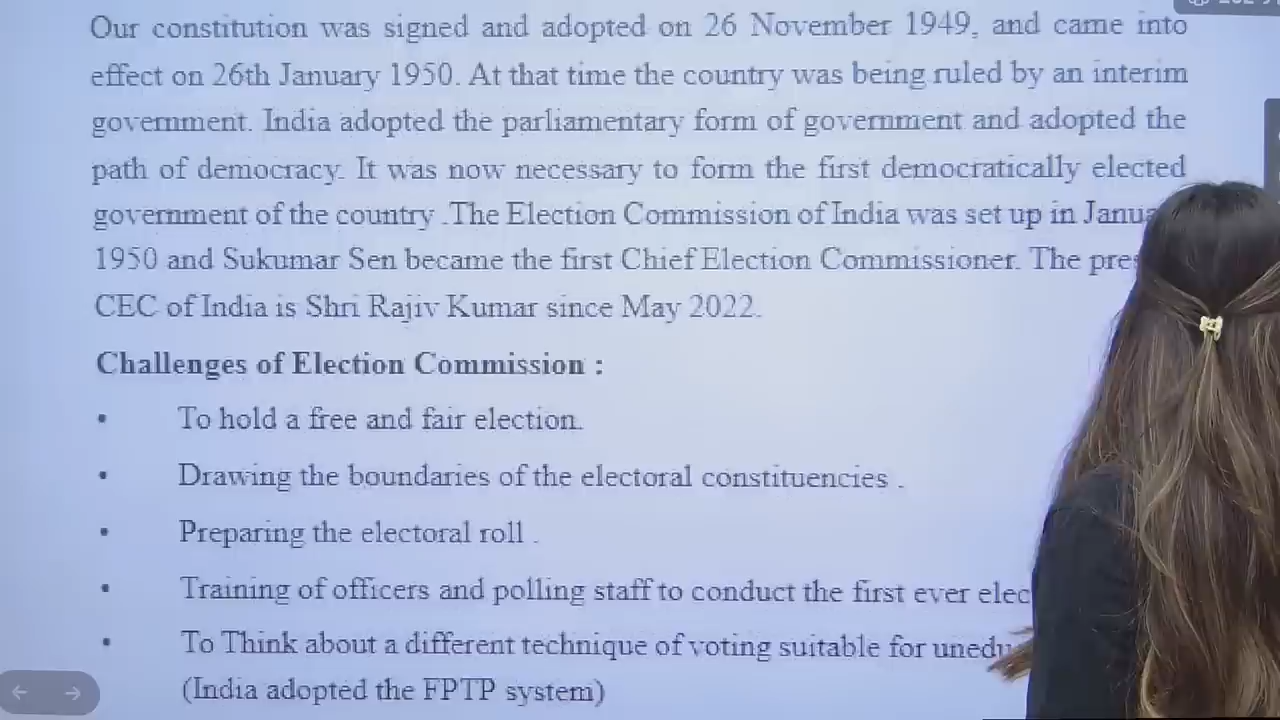 Our constitution was signed and adopted on 26 November 1949, and came into
effect on 26th January 1950. At that time the country was being ruled by an interim
government. India adopted the parliamentary form of government and adopted the
path of democracy. It was now necessary to form the first democratically elected
government of the country .The Election Commission of India was set up in
1950 and Sukumar Sen became the first Chief Election Commissioner. The
CEC of India is Shri Rajiv Kumar since May 2022.
Challenges of Election Commission :
• To hold a free and fair election.
• Drawing the boundaries of the electoral constituencies .
• Preparing the electoral roll .
• Training of officers and polling staff to conduct the first ever
• To Think about a different technique of voting suitable for
(India adopted the FPTP system)